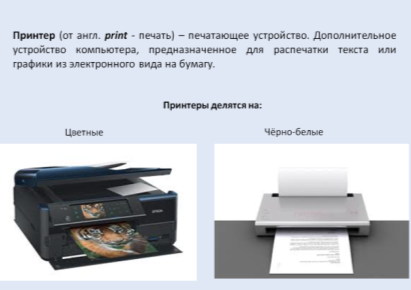 Принтер (от англ. print - печать) – печатающее устройство. Дополнительное
устройство компьютера, предназначенное для распечатки текста или
графики из электронного вида на бумагу.
Принтеры делятся на:
Цветные
Чёрно-белые
EPSON